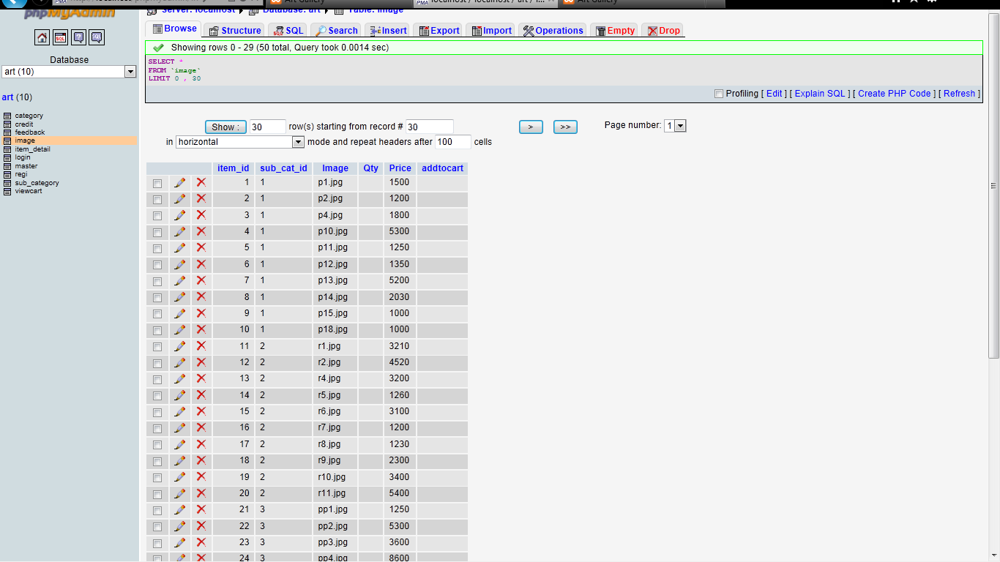 Art Gallery localhost / localhost / art / i... Art Gallery
phpMyAdmin
Server: localhost Database: art Table: image
Browse Structure SQL Search Insert Export Import Operations Empty Drop
Database
art (10)
art (10)
category
credit
feedback
image
item_detail
login
master
regi
sub_category
viewcart
Showing rows 0 - 29 (50 total, Query took 0.0014 sec)
SELECT *
FROM `image`
LIMIT 0 , 30
Profiling [ Edit ] [ Explain SQL ] [ Create PHP Code ] [ Refresh ]
Show : 30 row(s) starting from record # 30 > >> Page number: 1
in horizontal mode and repeat headers after 100 cells
item_id sub_cat_id Image Qty Price addtocart
1 1 p1.jpg 1500
2 1 p2.jpg 1200
3 1 p4.jpg 1800
4 1 p10.jpg 5300
5 1 p11.jpg 1250
6 1 p12.jpg 1350
7 1 p13.jpg 5200
8 1 p14.jpg 2030
9 1 p15.jpg 1000
10 1 p18.jpg 1000
11 2 r1.jpg 3210
12 2 r2.jpg 4520
13 2 r4.jpg 3200
14 2 r5.jpg 1260
15 2 r6.jpg 3100
16 2 r7.jpg 1200
17 2 r8.jpg 1230
18 2 r9.jpg 2300
19 2 r10.jpg 3400
20 2 r11.jpg 5400
21 3 pp1.jpg 1250
22 3 pp2.jpg 5300
23 3 pp3.jpg 3600
24 3 pp4.jpg 8600